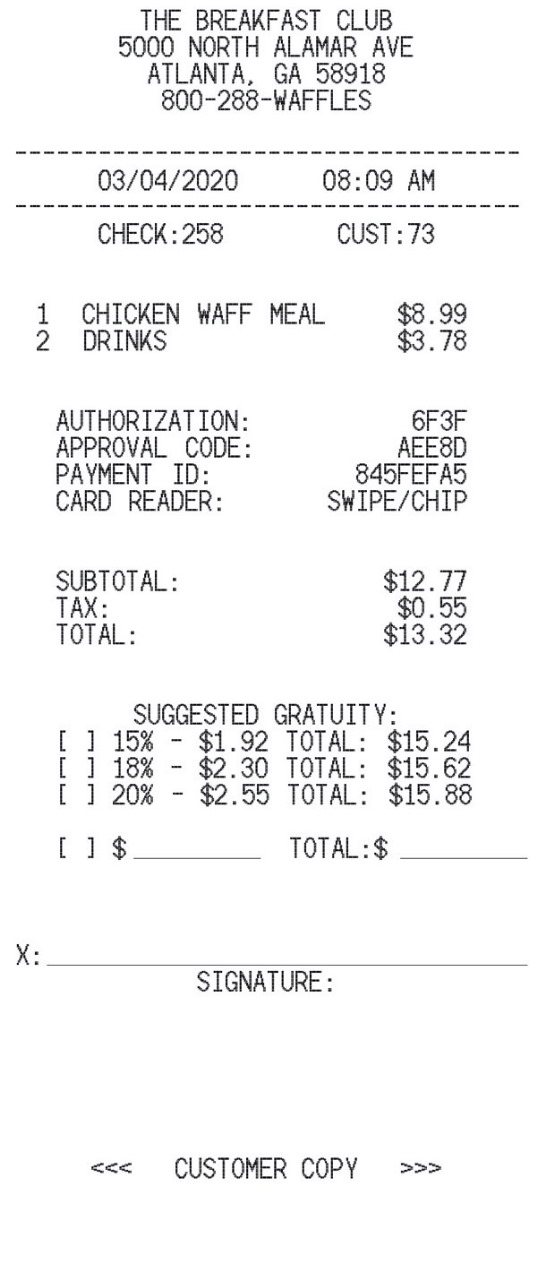 THE BREAKFAST CLUB
5000 NORTH ALAMAR AVE
ATLANTA, GA 58918
800-288-WAFFLES
------------------------------------
03/04/2020 08:09 AM
------------------------------------
CHECK:258 CUST:73
1 CHICKEN WAFF MEAL $8.99
2 DRINKS $3.78
AUTHORIZATION: 6F3F
APPROVAL CODE: AEE8D
PAYMENT ID: 845FEFA5
CARD READER: SWIPE/CHIP
SUBTOTAL: $12.77
TAX: $0.55
TOTAL: $13.32
SUGGESTED GRATUITY:
[ ] 15% - $1.92 TOTAL: $15.24
[ ] 18% - $2.30 TOTAL: $15.62
[ ] 20% - $2.55 TOTAL: $15.88
[ ] $ _________ TOTAL:$ _________
X:__________________________________
SIGNATURE:
<<< CUSTOMER COPY >>>